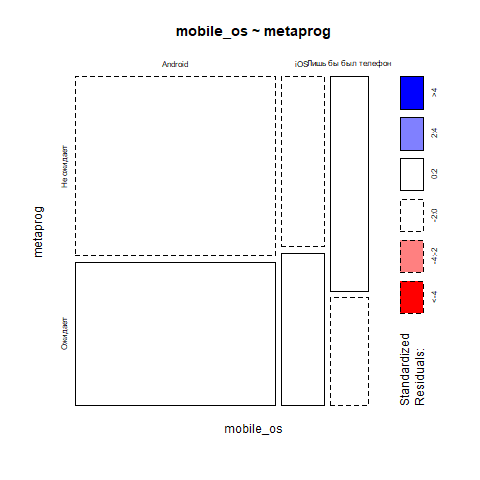 mobile_os ~ metaprog
Android
iOS
Лишь бы был телефон
Не ожидает
Ожидает
metaprog
mobile_os
Standardized
Residuals:
<-4
-4:-2
-2:0
0:2
2:4
>4